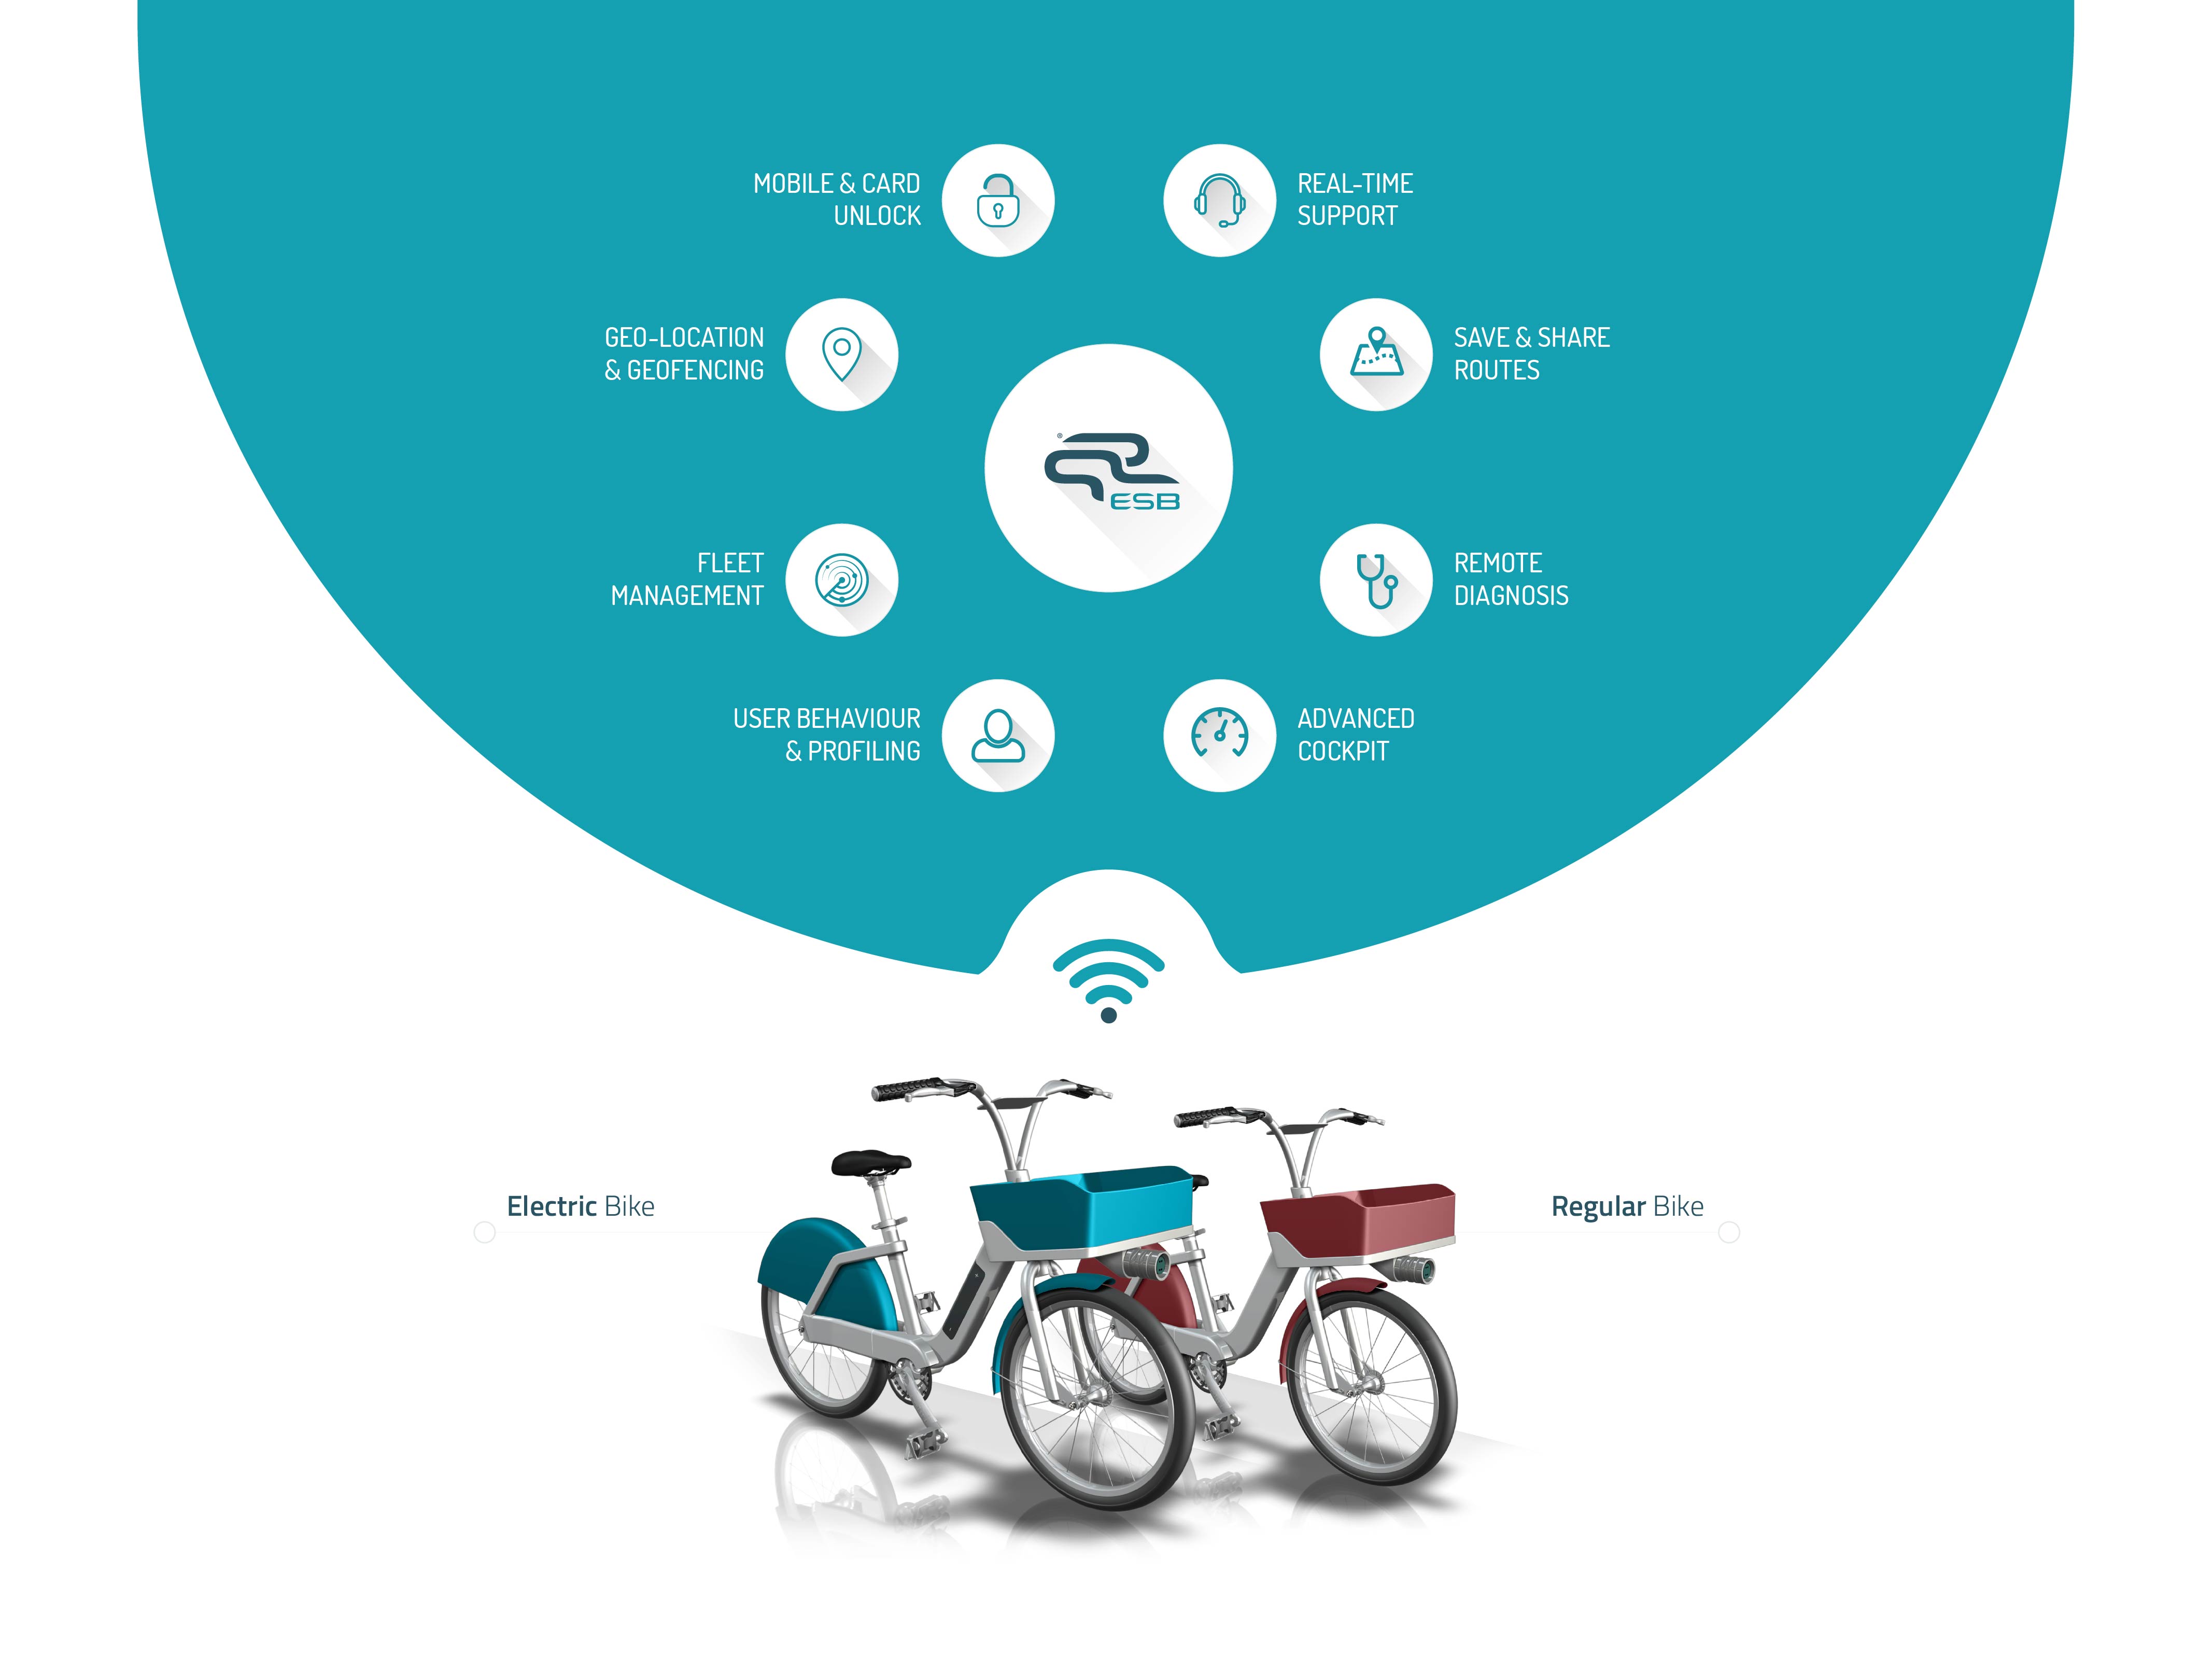 MOBILE & CARD
UNLOCK
REAL-TIME
SUPPORT
GEO-LOCATION
& GEOFENCING
SAVE & SHARE
ROUTES
®
ESB
FLEET
MANAGEMENT
REMOTE
DIAGNOSIS
USER BEHAVIOUR
& PROFILING
ADVANCED
COCKPIT
Electric Bike
Regular Bike